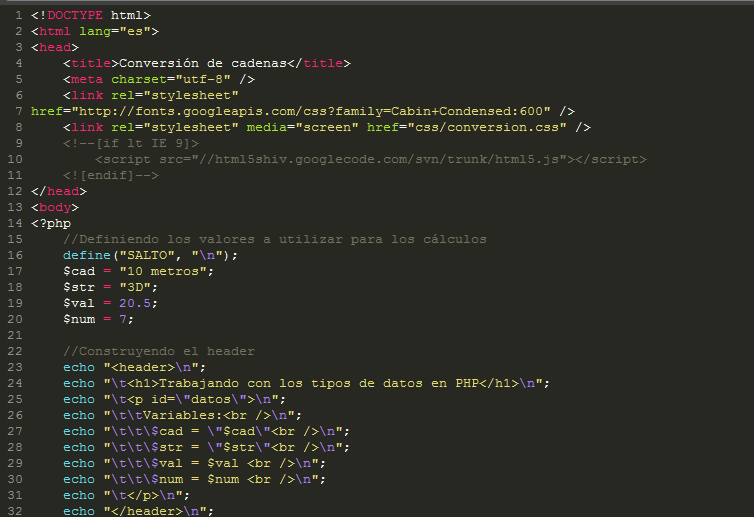 1 <!DOCTYPE html>
2 <html lang="es">
3 <head>
4     <title>Conversión de cadenas</title>
5     <meta charset="utf-8" />
6     <link rel="stylesheet"
7 href="http://fonts.googleapis.com/css?family=Cabin+Condensed:600" />
8     <link rel="stylesheet" media="screen" href="css/conversion.css" />
9     <!--[if lt IE 9]>
10         <script src="//html5shiv.googlecode.com/svn/trunk/html5.js"></script>
11     <![endif]-->
12 </head>
13 <body>
14 <?php
15     //Definiendo los valores a utilizar para los cálculos
16     define("SALTO", "\n");
17     $cad = "10 metros";
18     $str = "3D";
19     $val = 20.5;
20     $num = 7;
21
22     //Construyendo el header
23     echo "<header>\n";
24     echo "\t<h1>Trabajando con los tipos de datos en PHP</h1>\n";
25     echo "\t<p id=\"datos\">\n";
26     echo "\t\tVariables:<br />\n";
27     echo "\t\t\$cad = \"$cad\"<br />\n";
28     echo "\t\t\$str = \"$str\"<br />\n";
29     echo "\t\t\$val = $val <br />\n";
30     echo "\t\t\$num = $num <br />\n";
31     echo "\t</p>\n";
32     echo "</header>\n";